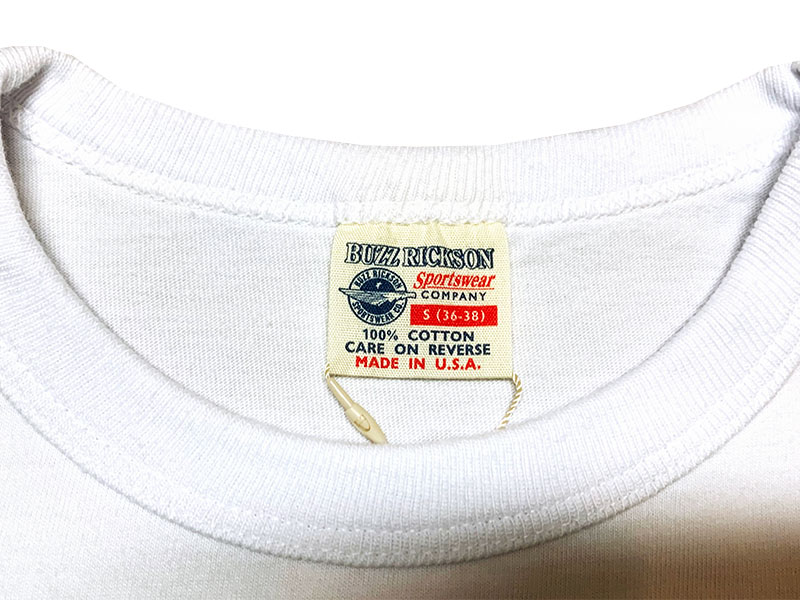 BUZZ RICKSON
Sportswear
COMPANY
BUZZ RICKSON
SPORTSWEAR CO.
S (36-38)
100% COTTON
CARE ON REVERSE
MADE IN U.S.A.